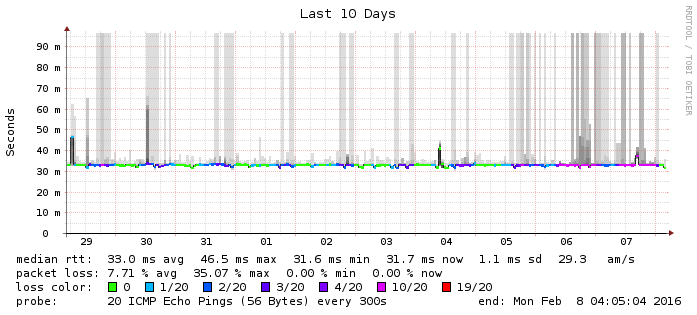 Last 10 Days
RRDTOOL / TOBI OETIKER
Seconds
90 m
80 m
70 m
60 m
50 m
40 m
30 m
20 m
10 m
0
29 30 31 01 02 03 04 05 06 07
median rtt: 33.0 ms avg 46.5 ms max 31.6 ms min 31.7 ms now 1.1 ms sd 29.3 am/s
packet loss: 7.71 % avg 35.07 % max 0.00 % min 0.00 % now
loss color: 0 1/20 2/20 3/20 4/20 10/20 19/20
probe: 20 ICMP Echo Pings (56 Bytes) every 300s end: Mon Feb 8 04:05:04 2016